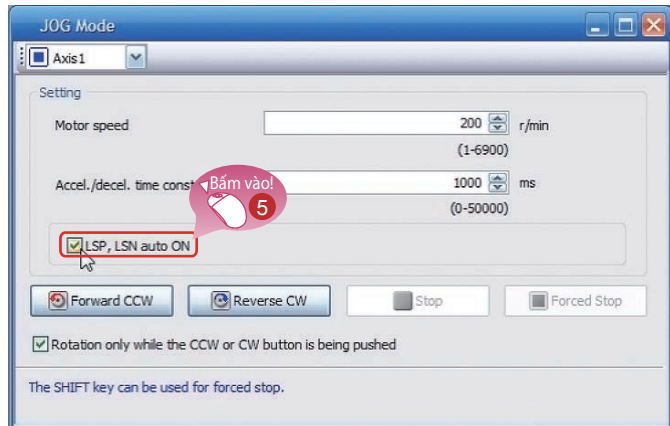 JOG Mode
Axis1
Setting
Motor speed
200
r/min
(1-6900)
Accel./decel. time const
1000
ms
(0-50000)
Bấm vào!
5
LSP, LSN auto ON
Forward CCW
Reverse CW
Stop
Forced Stop
Rotation only while the CCW or CW button is being pushed
The SHIFT key can be used for forced stop.